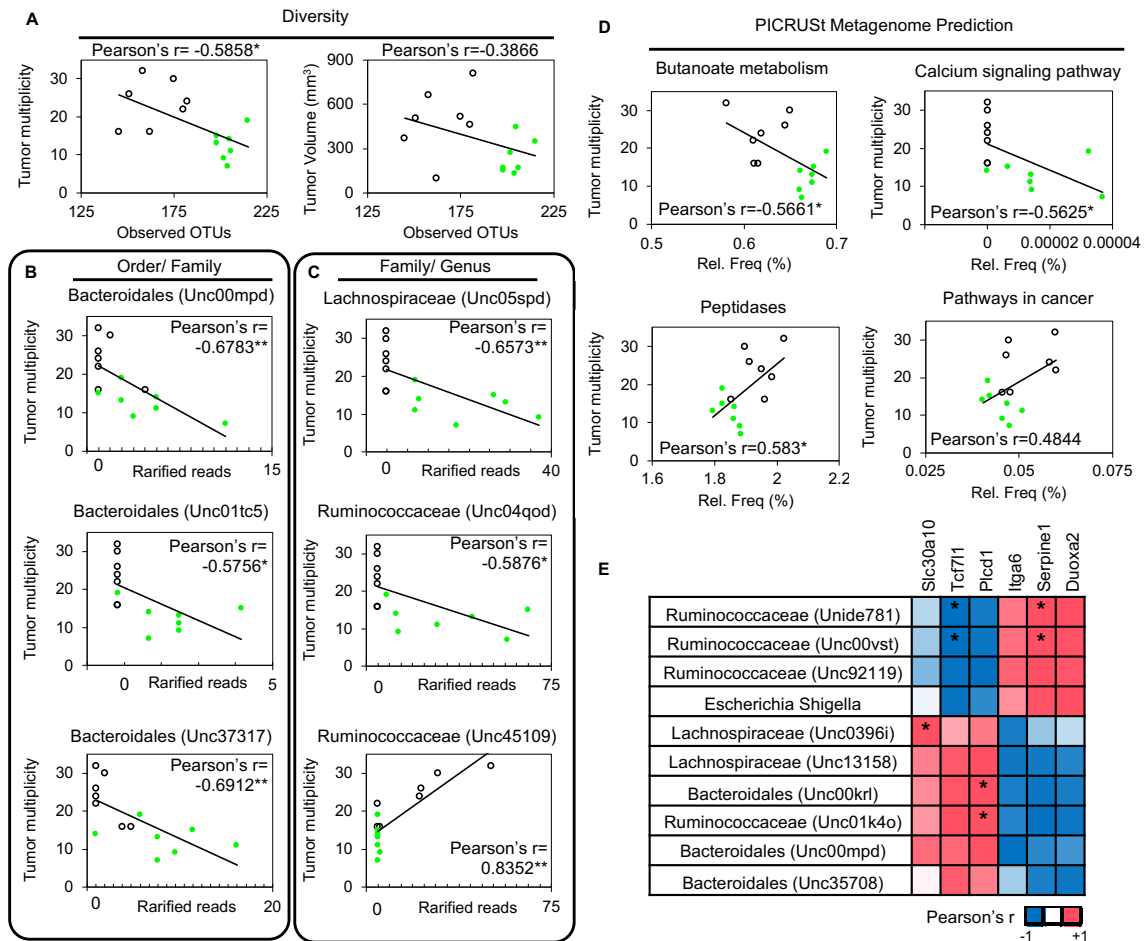 A
Diversity
Pearson's r= -0.5858*
Tumor multiplicity
30
20
10
0
125
175
225
Observed OTUs
Pearson's r=-0.3866
Tumor Volume (mm³)
900
600
300
0
125
175
225
Observed OTUs
B
Order/ Family
Bacteroidales (Unc00mpd)
Pearson's r=
-0.6783**
Tumor multiplicity
30
20
10
0
0
Rarified reads
15
Bacteroidales (Unc01tc5)
Pearson's r=
-0.5756*
Tumor multiplicity
30
20
10
0
0
Rarified reads
5
Bacteroidales (Unc37317)
Pearson's r=
-0.6912**
Tumor multiplicity
30
20
10
0
0
Rarified reads
20
C
Family/ Genus
Lachnospiraceae (Unc05spd)
Pearson's r=
-0.6573**
Tumor multiplicity
30
20
10
0
0
Rarified reads
40
Ruminococcaceae (Unc04qod)
Pearson's r=
-0.5876*
Tumor multiplicity
30
20
10
0
0
Rarified reads
75
Ruminococcaceae (Unc45109)
Pearson's r=
0.8352**
Tumor multiplicity
30
20
10
0
0
Rarified reads
75
D
PICRUSt Metagenome Prediction
Butanoate metabolism
Tumor multiplicity
30
20
10
0
Pearson's r=-0.5661*
0.5
0.6
0.7
Rel. Freq (%)
Calcium signaling pathway
Tumor multiplicity
30
20
10
0
Pearson's r=-0.5625*
0
0.00002
0.00004
Rel. Freq (%)
Peptidases
Tumor multiplicity
30
20
10
0
Pearson's r=0.583*
1.6
1.8
2
2.2
Rel. Freq (%)
Pathways in cancer
Tumor multiplicity
30
20
10
0
Pearson's r=0.4844
0.025
0.05
0.075
Rel. Freq (%)
E
Slc30a10
Tcf7l1
Plcd1
Itga6
Serpine1
Duoxa2
Ruminococcaceae (Unide781) * *
Ruminococcaceae (Unc00vst) * *
Ruminococcaceae (Unc92119)
Escherichia Shigella
Lachnospiraceae (Unc0396i) *
Lachnospiraceae (Unc13158)
Bacteroidales (Unc00krl) *
Ruminococcaceae (Unc01k4o) *
Bacteroidales (Unc00mpd)
Bacteroidales (Unc35708)
Pearson's r
-1
+1